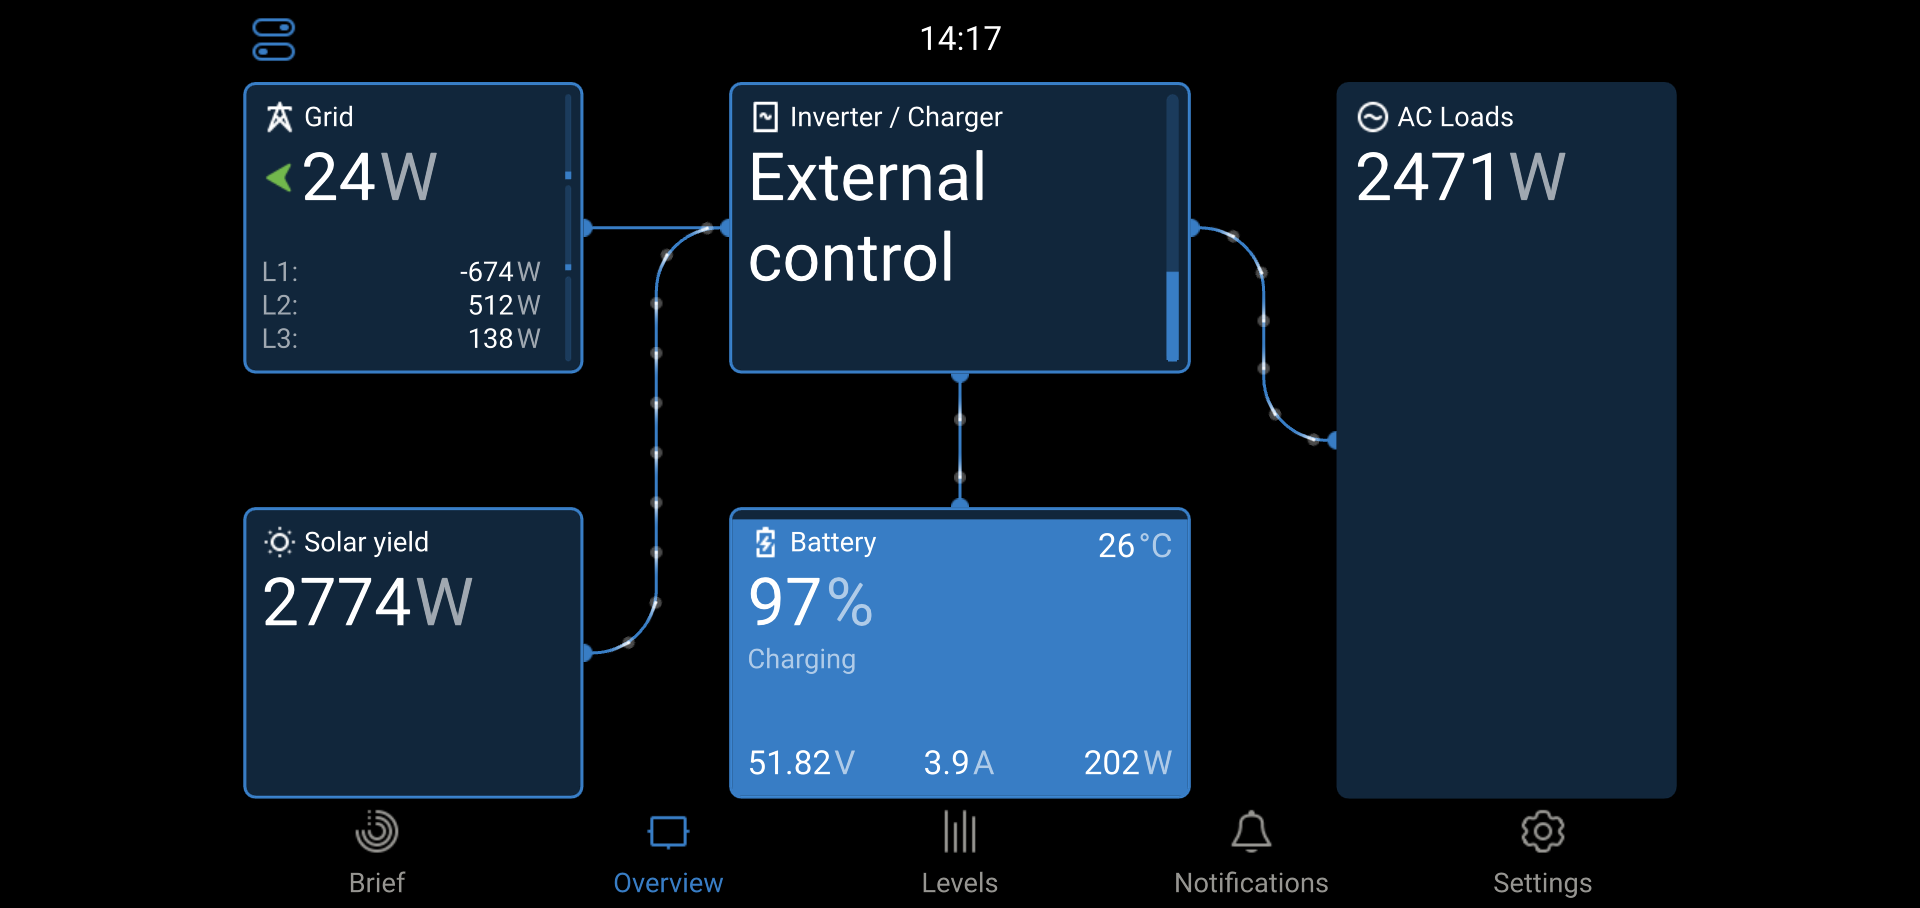 14:17
Grid
24W
L1: -674W
L2: 512W
L3: 138W
Inverter / Charger
External
control
AC Loads
2471W
Solar yield
2774W
Battery 26°C
97%
Charging
51.82V 3.9A 202W
Brief Overview Levels Notifications Settings